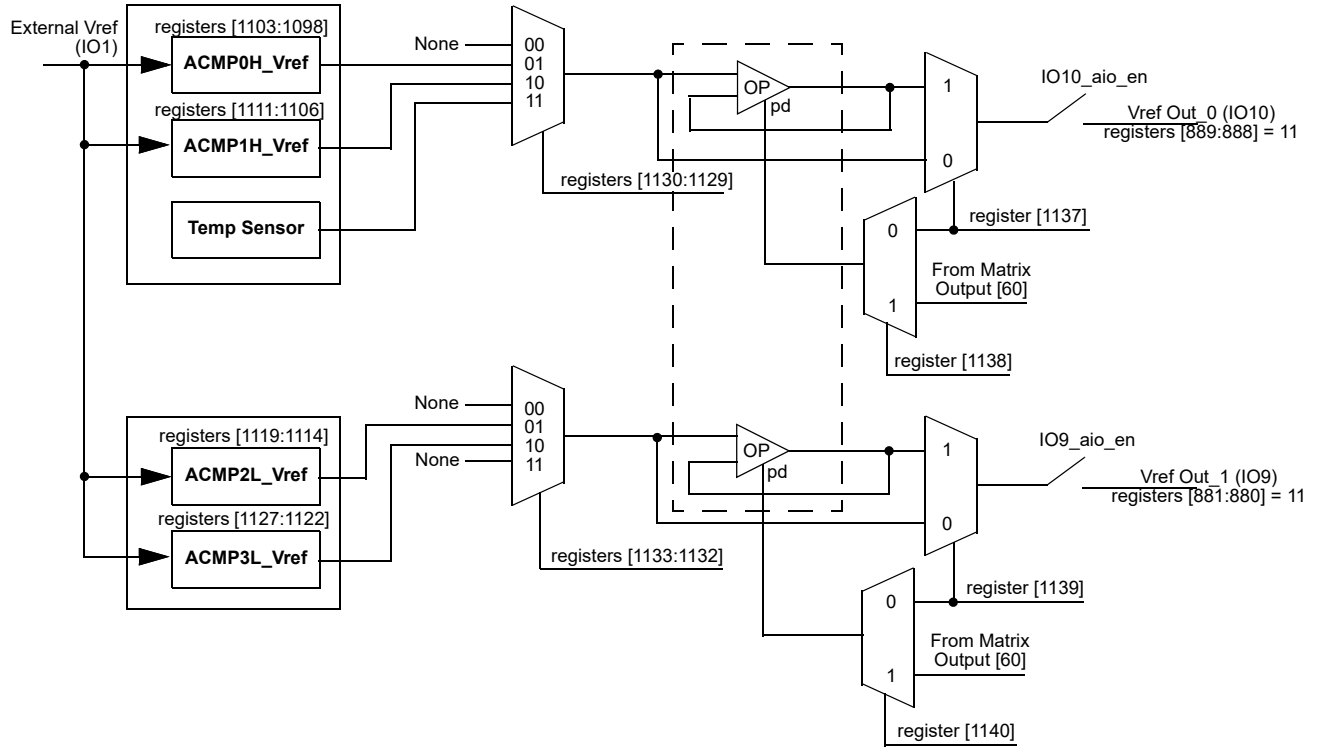 External Vref
(IO1)
registers [1103:1098]
ACMP0H_Vref
registers [1111:1106]
ACMP1H_Vref
Temp Sensor
None
00
01
10
11
registers [1130:1129]
OP
pd
1
0
IO10_aio_en
Vref Out_0 (IO10)
registers [889:888] = 11
register [1137]
0
From Matrix
Output [60]
1
register [1138]
registers [1119:1114]
ACMP2L_Vref
registers [1127:1122]
ACMP3L_Vref
None
None
00
01
10
11
registers [1133:1132]
OP
pd
1
0
IO9_aio_en
Vref Out_1 (IO9)
registers [881:880] = 11
register [1139]
0
From Matrix
Output [60]
1
register [1140]